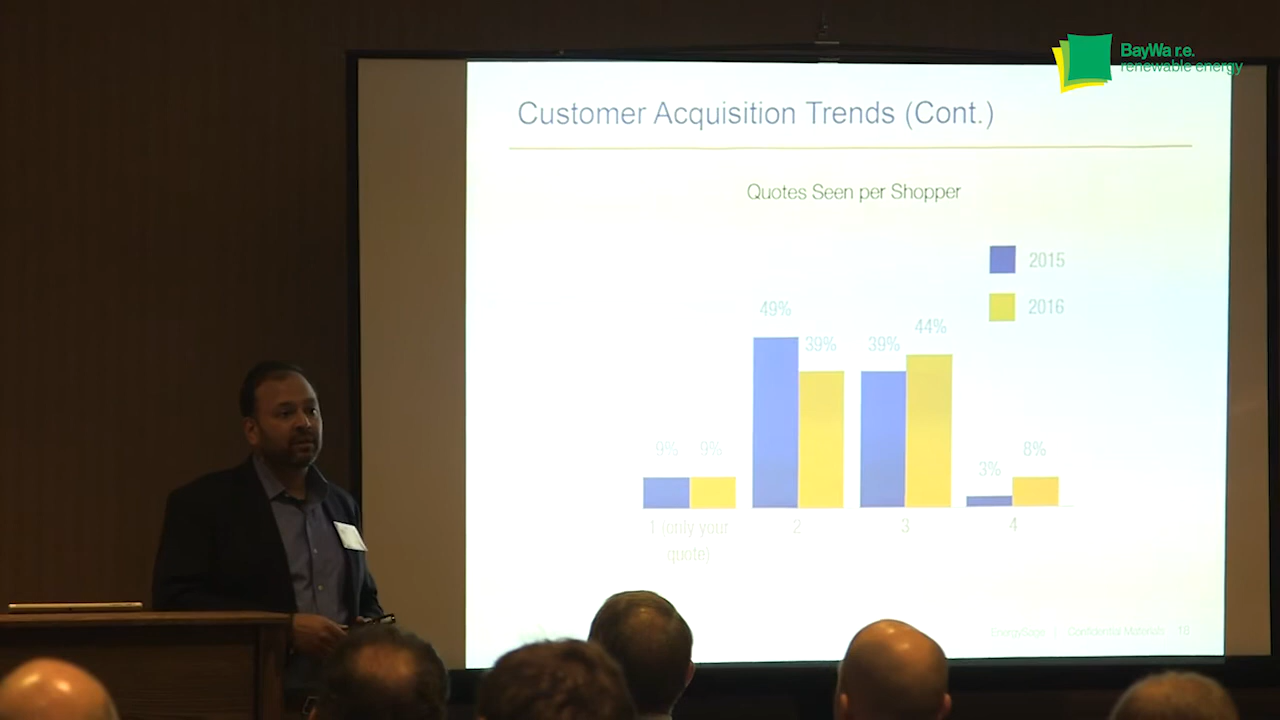 BayWa r.e.
renewable energy
Customer Acquisition Trends (Cont.)
Quotes Seen per Shopper
2015
2016
49%
39%
39%
44%
9%
9%
3%
8%
1 (only your
quote)
2
3
4
EnergySage | Confidential Materials 16